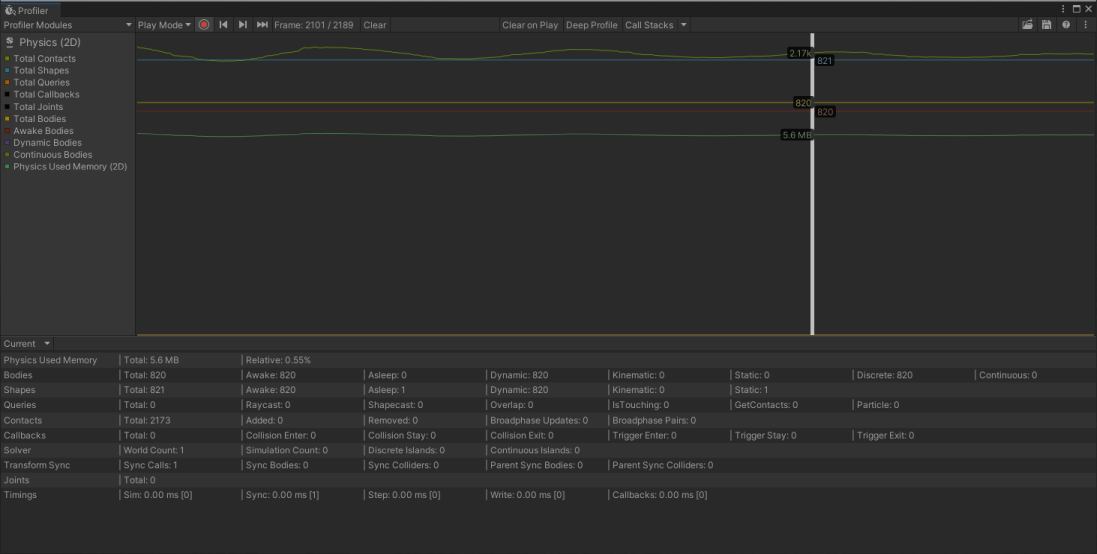 Profiler
Profiler Modules Play Mode Frame: 2101 / 2189 Clear Clear on Play Deep Profile Call Stacks
Physics (2D)
Total Contacts
Total Shapes
Total Queries
Total Callbacks
Total Joints
Total Bodies
Awake Bodies
Dynamic Bodies
Continuous Bodies
Physics Used Memory (2D)
2.17k
821
820
820
5.6 MB
Current
Physics Used Memory | Total: 5.6 MB | Relative: 0.55%
Bodies | Total: 820 | Awake: 820 | Asleep: 0 | Dynamic: 820 | Kinematic: 0 | Static: 0 | Discrete: 820 | Continuous: 0
Shapes | Total: 821 | Awake: 820 | Asleep: 1 | Dynamic: 820 | Kinematic: 0 | Static: 1
Queries | Total: 0 | Raycast: 0 | Shapecast: 0 | Overlap: 0 | IsTouching: 0 | GetContacts: 0 | Particle: 0
Contacts | Total: 2173 | Added: 0 | Removed: 0 | Broadphase Updates: 0 | Broadphase Pairs: 0
Callbacks | Total: 0 | Collision Enter: 0 | Collision Stay: 0 | Collision Exit: 0 | Trigger Enter: 0 | Trigger Stay: 0 | Trigger Exit: 0
Solver | World Count: 1 | Simulation Count: 0 | Discrete Islands: 0 | Continuous Islands: 0
Transform Sync | Sync Calls: 1 | Sync Bodies: 0 | Sync Colliders: 0 | Parent Sync Bodies: 0 | Parent Sync Colliders: 0
Joints | Total: 0
Timings | Sim: 0.00 ms [0] | Sync: 0.00 ms [1] | Step: 0.00 ms [0] | Write: 0.00 ms [0] | Callbacks: 0.00 ms [0]